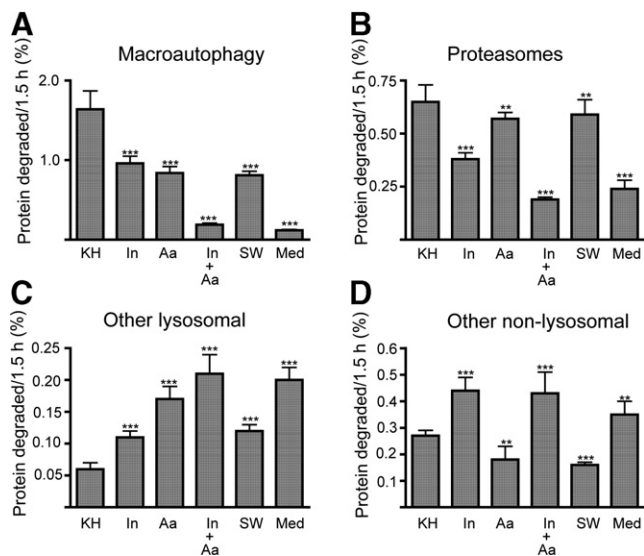 A
Macroautophagy
Protein degraded/1.5 h (%)
2.0
1.0
*** *** *** *** ***
KH In Aa In + Aa SW Med
B
Proteasomes
Protein degraded/1.5 h (%)
0.75
0.50
0.25
*** ** *** ** ***
KH In Aa In + Aa SW Med
C
Other lysosomal
Protein degraded/1.5 h (%)
0.25
0.20
0.15
0.10
0.05
*** *** *** *** ***
KH In Aa In + Aa SW Med
D
Other non-lysosomal
Protein degraded/1.5 h (%)
0.6
0.5
0.4
0.3
0.2
0.1
*** ** *** *** **
KH In Aa In + Aa SW Med